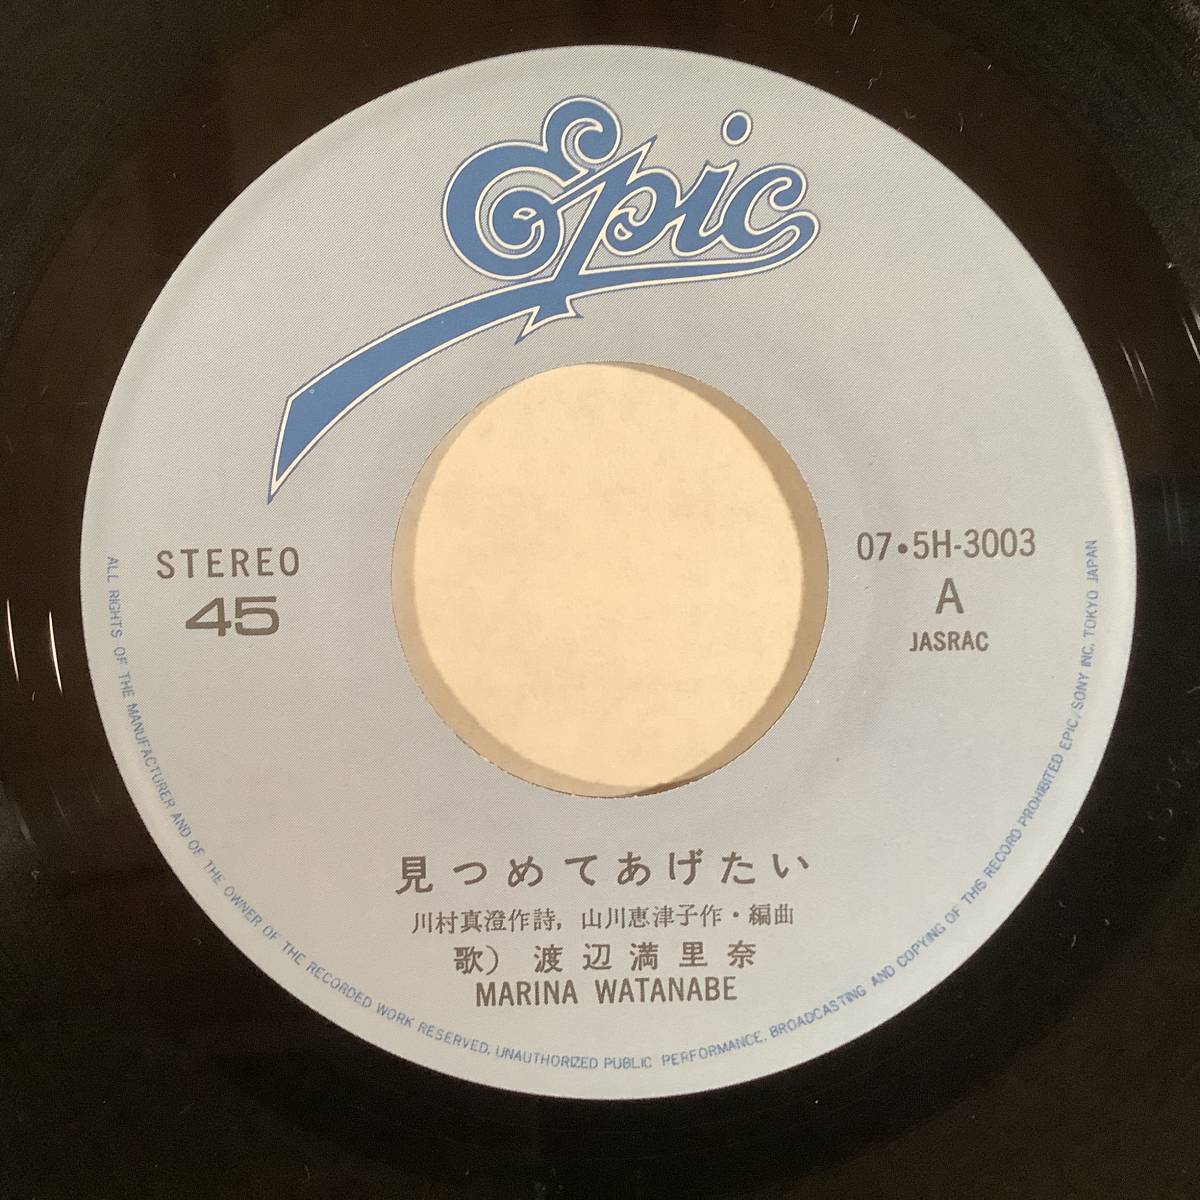 Epic
STEREO
45
07・5H-3003
A
JASRAC
見つめてあげたい
川村真澄作詩, 山川恵津子作・編曲
歌) 渡辺満里奈
MARINA WATANABE
ALL RIGHTS OF THE MANUFACTURER AND OF THE OWNER OF THE RECORDED WORK RESERVED. UNAUTHORIZED PUBLIC PERFORMANCE, BROADCASTING AND COPYING OF THIS RECORD PROHIBITED EPIC/SONY INC. TOKYO JAPAN